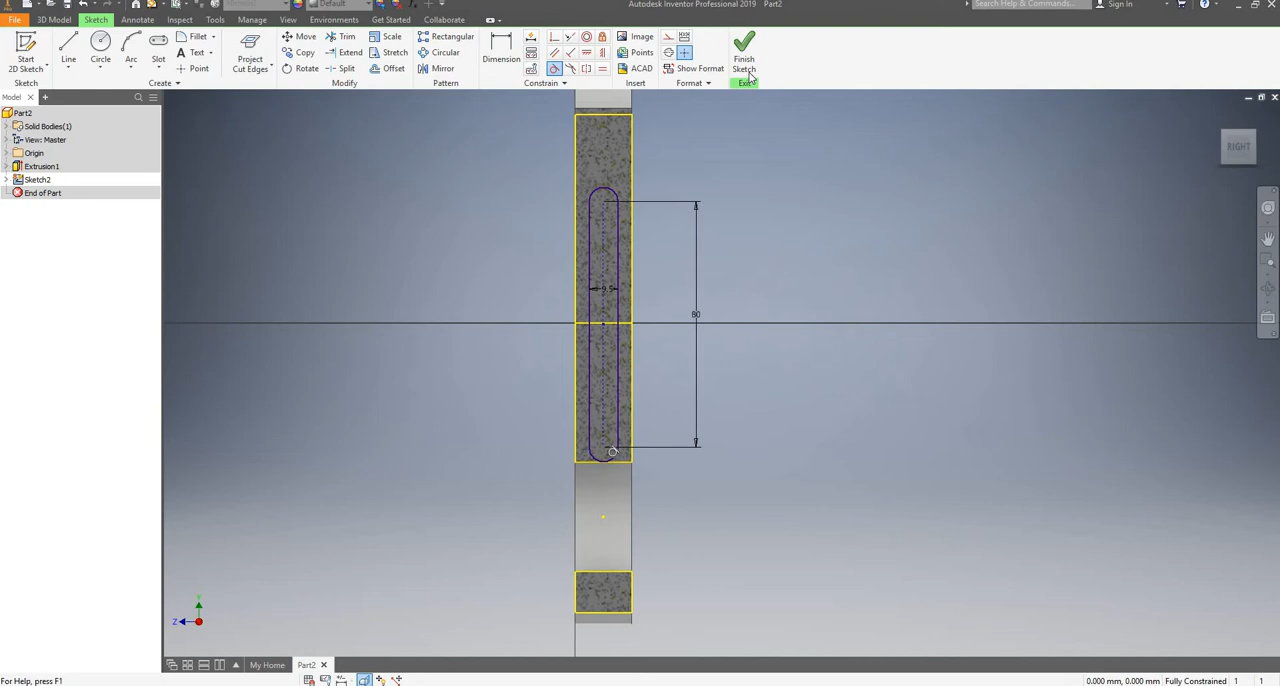 File
Default
Autodesk Inventor Professional 2019 Part2
Search Help & Commands...
Sign In
3D Model
Sketch
Annotate
Inspect
Tools
Manage
View
Environments
Get Started
Collaborate
Start
2D Sketch
Line
Circle
Arc
Slot
Fillet
Text
Point
Project
Cut Edges
Move
Copy
Rotate
Trim
Extend
Split
Scale
Stretch
Offset
Rectangular
Circular
Mirror
Dimension
Image
Points
ACAD
Show Format
Finish
Sketch
Sketch
Create
Modify
Pattern
Constrain
Insert
Format
Model
Part2
Solid Bodies(1)
View: Master
Origin
Extrusion1
Sketch2
End of Part
RIGHT
9.5
80
Y
Z
My Home
Part2
For Help, press F1
0.000 mm, 0.000 mm
Fully Constrained
1
1